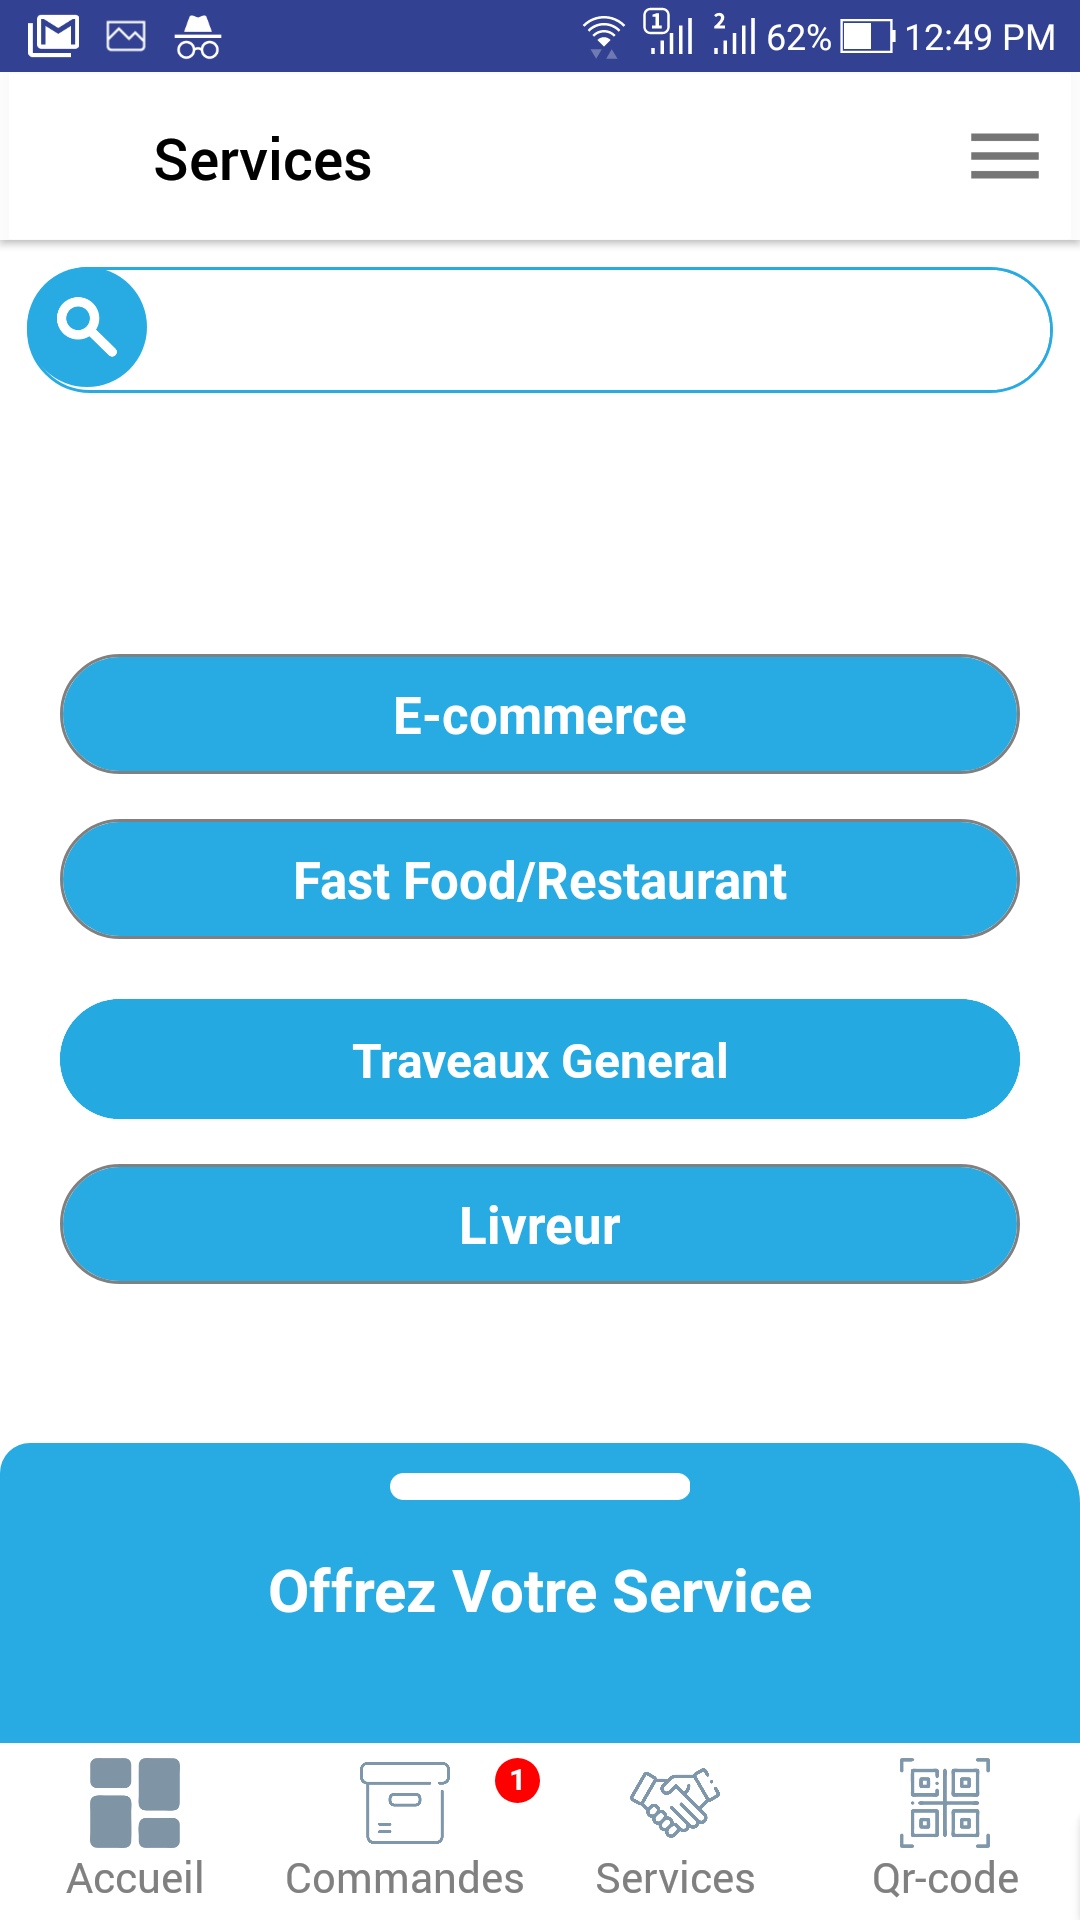 1 2 62% 12:49 PM
Services
E-commerce
Fast Food/Restaurant
Traveaux General
Livreur
Offrez Votre Service
1
Accueil Commandes Services Qr-code